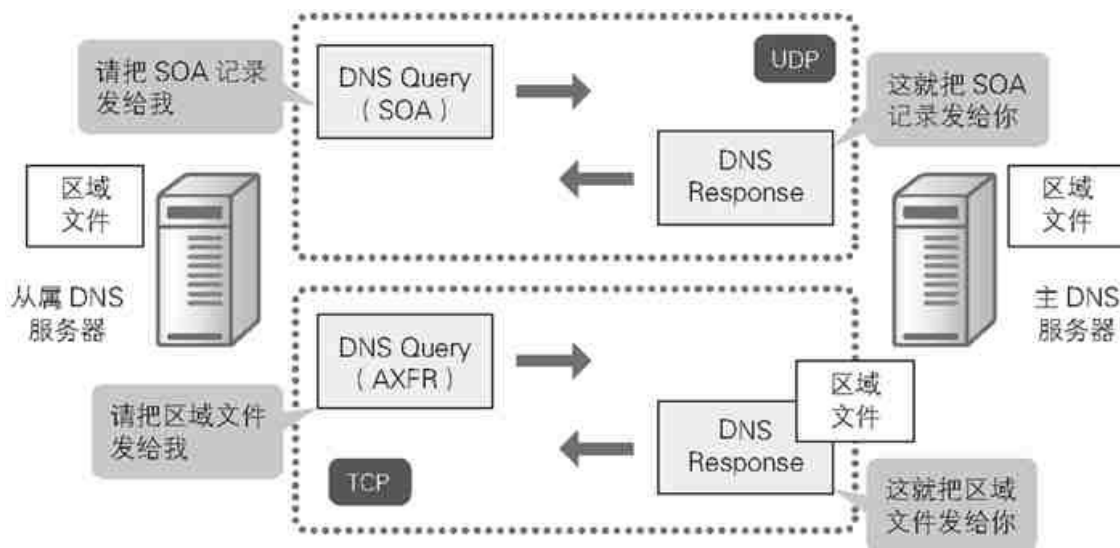 请把 SOA 记录
发给我
DNS Query
（SOA）
UDP
这就把 SOA
记录发给你
DNS
Response
区域
文件
区域
文件
从属 DNS
服务器
主 DNS
服务器
DNS Query
（AXFR）
请把区域文件
发给我
区域
文件
DNS
Response
TCP
这就把区域
文件发给你